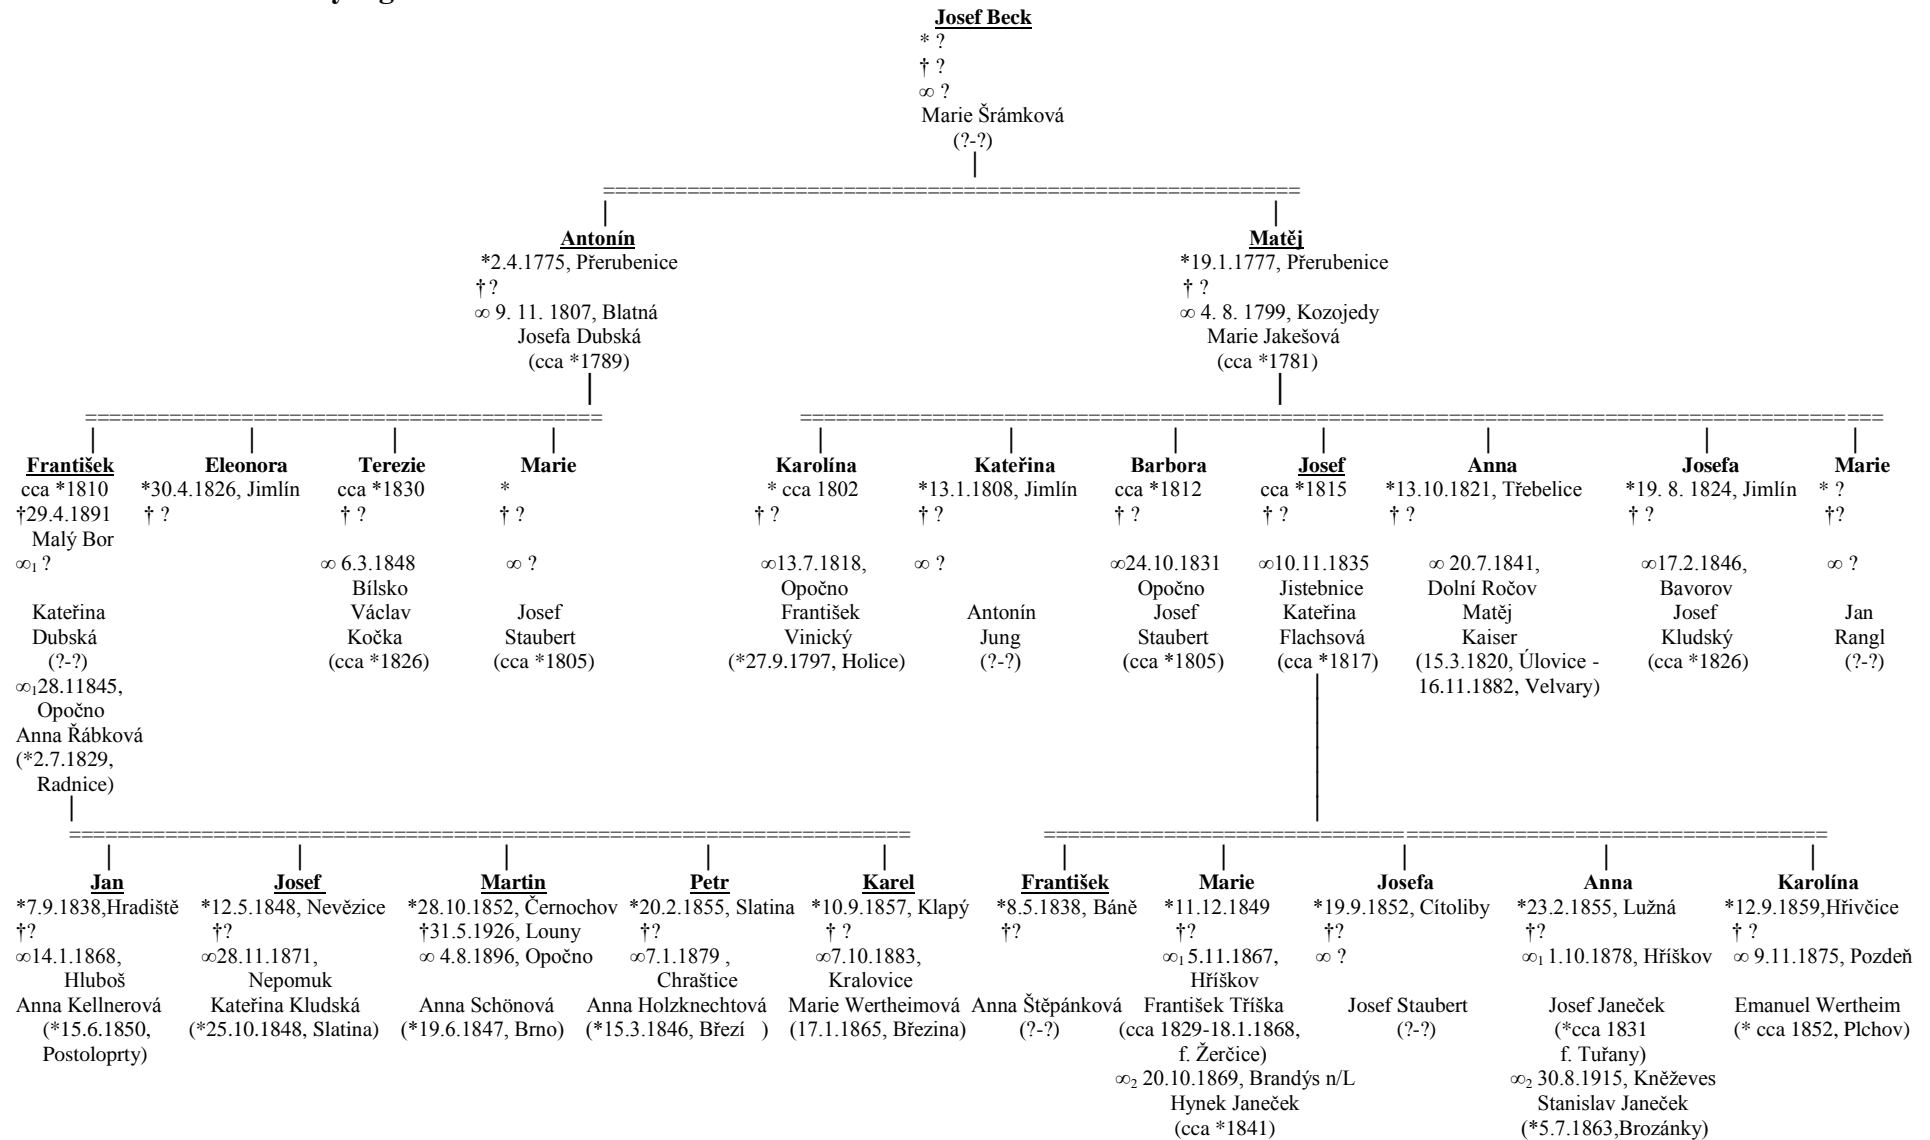 Josef Beck
* ?
† ?
∞ ?
Marie Šrámková
(?-?)
Antonín
*2.4.1775, Přerubenice
† ?
∞ 9. 11. 1807, Blatná
Josefa Dubská
(cca *1789)
Matěj
*19.1.1777, Přerubenice
† ?
∞ 4. 8. 1799, Kozojedy
Marie Jakešová
(cca *1781)
František
cca *1810
†29.4.1891
Malý Bor
∞1 ?
Kateřina
Dubská
(?-?)
∞128.11845,
Opočno
Anna Řábková
(*2.7.1829,
Radnice)
Eleonora
*30.4.1826, Jimlín
† ?
Terezie
cca *1830
† ?
∞ 6.3.1848
Bílsko
Václav
Kočka
(cca *1826)
Marie
*
† ?
∞ ?
Josef
Staubert
(cca *1805)
Karolína
* cca 1802
† ?
∞13.7.1818,
Opočno
František
Vinický
(*27.9.1797, Holice)
Kateřina
*13.1.1808, Jimlín
† ?
∞ ?
Antonín
Jung
(?-?)
Barbora
cca *1812
† ?
∞24.10.1831
Opočno
Josef
Staubert
(cca *1805)
Josef
cca *1815
† ?
∞10.11.1835
Jistebnice
Kateřina
Flachsová
(cca *1817)
Anna
*13.10.1821, Třebelice
† ?
∞ 20.7.1841,
Dolní Ročov
Matěj
Kaiser
(15.3.1820, Úlovice -
16.11.1882, Velvary)
Josefa
*19. 8. 1824, Jimlín
† ?
∞17.2.1846,
Bavorov
Josef
Kludský
(cca *1826)
Marie
* ?
†?
∞ ?
Jan
Rangl
(?-?)
Jan
*7.9.1838,Hradiště
†?
∞14.1.1868,
Hluboš
Anna Kellnerová
(*15.6.1850,
Postoloprty)
Josef
*12.5.1848, Nevězice
†?
∞28.11.1871,
Nepomuk
Kateřina Kludská
(*25.10.1848, Slatina)
Martin
*28.10.1852, Černochov
†31.5.1926, Louny
∞ 4.8.1896, Opočno
Anna Schönová
(*19.6.1847, Brno)
Petr
*20.2.1855, Slatina
†?
∞7.1.1879 ,
Chraštice
Anna Holzknechtová
(*15.3.1846, Březí )
Karel
*10.9.1857, Klapý
† ?
∞7.10.1883,
Kralovice
Marie Wertheimová
(17.1.1865, Březina)
František
*8.5.1838, Báně
†?
Anna Štěpánková
(?-?)
Marie
*11.12.1849
†?
∞1 5.11.1867,
Hříškov
František Tříška
(cca 1829-18.1.1868,
f. Žerčice)
∞2 20.10.1869, Brandýs n/L
Hynek Janeček
(cca *1841)
Josefa
*19.9.1852, Cítoliby
†?
∞ ?
Josef Staubert
(?-?)
Anna
*23.2.1855, Lužná
†?
∞1 1.10.1878, Hříškov
Josef Janeček
(*cca 1831
f. Tuřany)
∞2 30.8.1915, Kněževes
Stanislav Janeček
(*5.7.1863,Brozánky)
Karolína
*12.9.1859,Hřivčice
† ?
∞ 9.11.1875, Pozdeň
Emanuel Wertheim
(* cca 1852, Plchov)